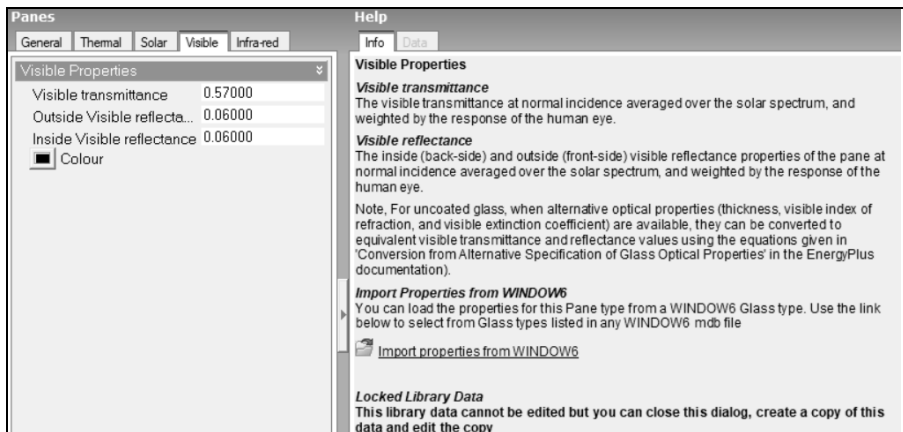 Panes
General Thermal Solar Visible Infra-red
Visible Properties
Visible transmittance 0.57000
Outside Visible reflecta... 0.06000
Inside Visible reflectance 0.06000
Colour
Help
Info Data
Visible Properties
Visible transmittance
The visible transmittance at normal incidence averaged over the solar spectrum, and
weighted by the response of the human eye.
Visible reflectance
The inside (back-side) and outside (front-side) visible reflectance properties of the pane at
normal incidence averaged over the solar spectrum, and weighted by the response of the
human eye.
Note, For uncoated glass, when alternative optical properties (thickness, visible index of
refraction, and visible extinction coefficient) are available, they can be converted to
equivalent visible transmittance and reflectance values using the equations given in
'Conversion from Alternative Specification of Glass Optical Properties' in the EnergyPlus
documentation).
Import Properties from WINDOW6
You can load the properties for this Pane type from a WINDOW6 Glass type. Use the link
below to select from Glass types listed in any WINDOW6 mdb file
Import properties from WINDOW6
Locked Library Data
This library data cannot be edited but you can close this dialog, create a copy of this
data and edit the copy